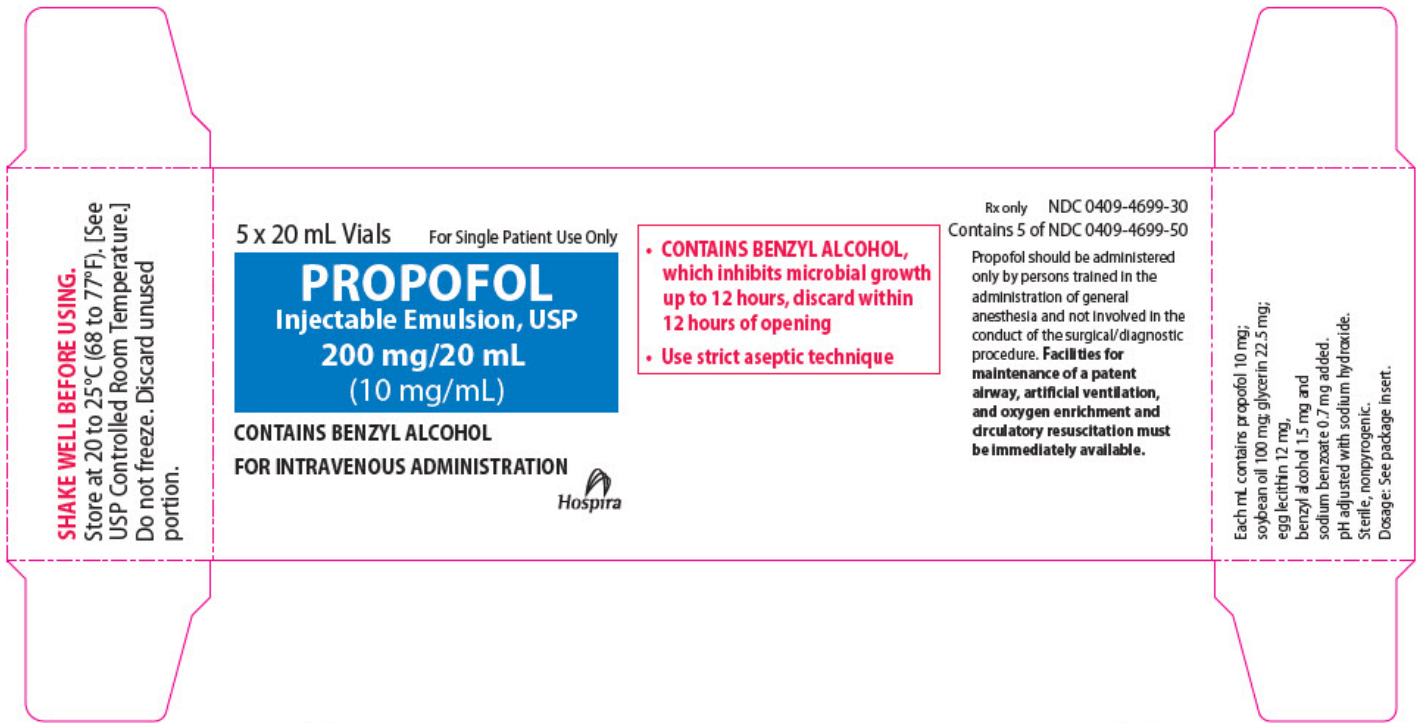 SHAKE WELL BEFORE USING.
Store at 20 to 25°C (68 to 77°F). [See
USP Controlled Room Temperature.]
Do not freeze. Discard unused
portion.
5 x 20 mL Vials For Single Patient Use Only
PROPOFOL
Injectable Emulsion, USP
200 mg/20 mL
(10 mg/mL)
CONTAINS BENZYL ALCOHOL
FOR INTRAVENOUS ADMINISTRATION
Hospira
• CONTAINS BENZYL ALCOHOL,
which inhibits microbial growth
up to 12 hours, discard within
12 hours of opening
• Use strict aseptic technique
Rx only NDC 0409-4699-30
Contains 5 of NDC 0409-4699-50
Propofol should be administered
only by persons trained in the
administration of general
anesthesia and not involved in the
conduct of the surgical/diagnostic
procedure. Facilities for
maintenance of a patent
airway, artificial ventilation,
and oxygen enrichment and
circulatory resuscitation must
be immediately available.
Each mL contains propofol 10 mg;
soybean oil 100 mg; glycerin 22.5 mg;
egg lecithin 12 mg,
benzyl alcohol 1.5 mg and
sodium benzoate 0.7 mg added.
pH adjusted with sodium hydroxide.
Sterile, nonpyrogenic.
Dosage: See package insert.